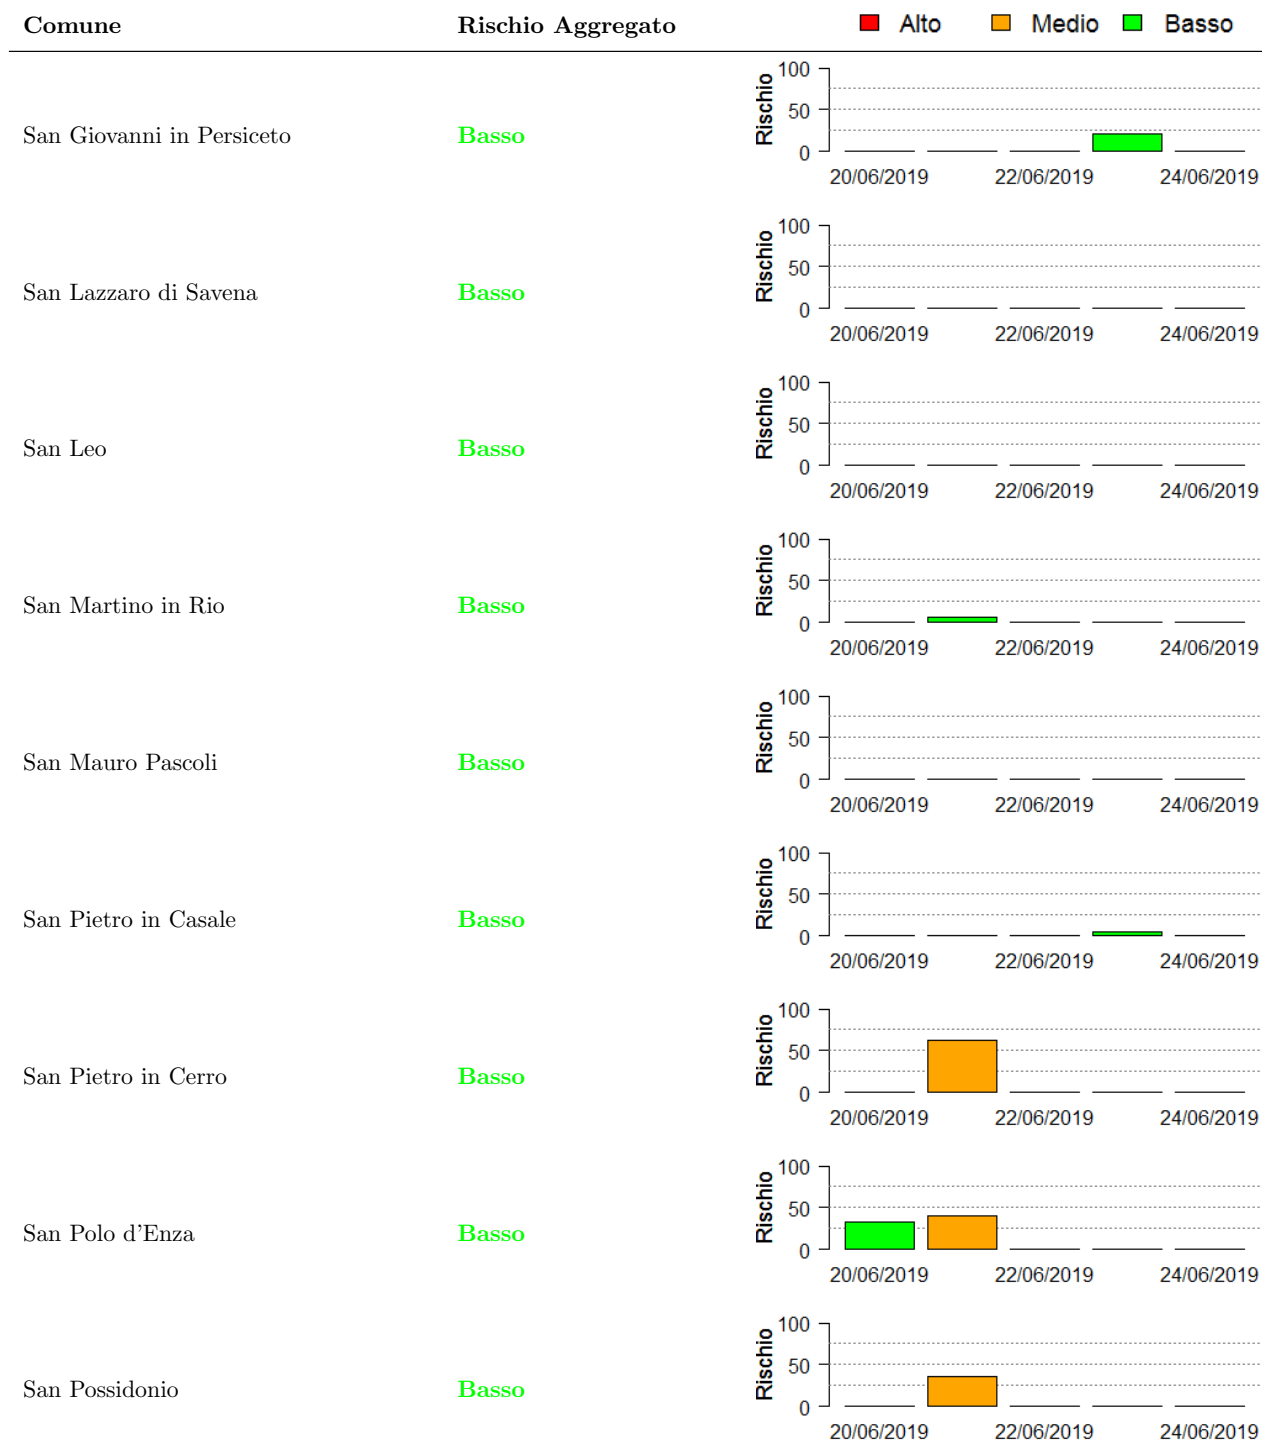 Comune Rischio Aggregato Alto Medio Basso
San Giovanni in Persiceto Basso
Rischio
100
50
0
20/06/2019 22/06/2019 24/06/2019
San Lazzaro di Savena Basso
Rischio
100
50
0
20/06/2019 22/06/2019 24/06/2019
San Leo Basso
Rischio
100
50
0
20/06/2019 22/06/2019 24/06/2019
San Martino in Rio Basso
Rischio
100
50
0
20/06/2019 22/06/2019 24/06/2019
San Mauro Pascoli Basso
Rischio
100
50
0
20/06/2019 22/06/2019 24/06/2019
San Pietro in Casale Basso
Rischio
100
50
0
20/06/2019 22/06/2019 24/06/2019
San Pietro in Cerro Basso
Rischio
100
50
0
20/06/2019 22/06/2019 24/06/2019
San Polo d'Enza Basso
Rischio
100
50
0
20/06/2019 22/06/2019 24/06/2019
San Possidonio Basso
Rischio
100
50
0
20/06/2019 22/06/2019 24/06/2019